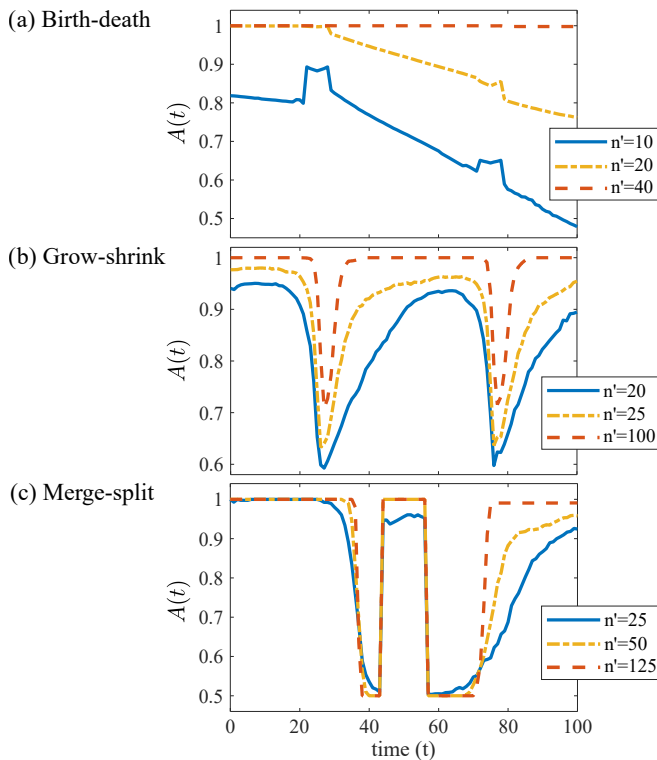 (a) Birth-death
1
0.9
0.8
0.7
0.6
0.5
A(t)
n'=10
n'=20
n'=40
(b) Grow-shrink
1
0.9
0.8
0.7
0.6
A(t)
n'=20
n'=25
n'=100
(c) Merge-split
1
0.9
0.8
0.7
0.6
0.5
A(t)
n'=25
n'=50
n'=125
0 20 40 60 80 100
time (t)